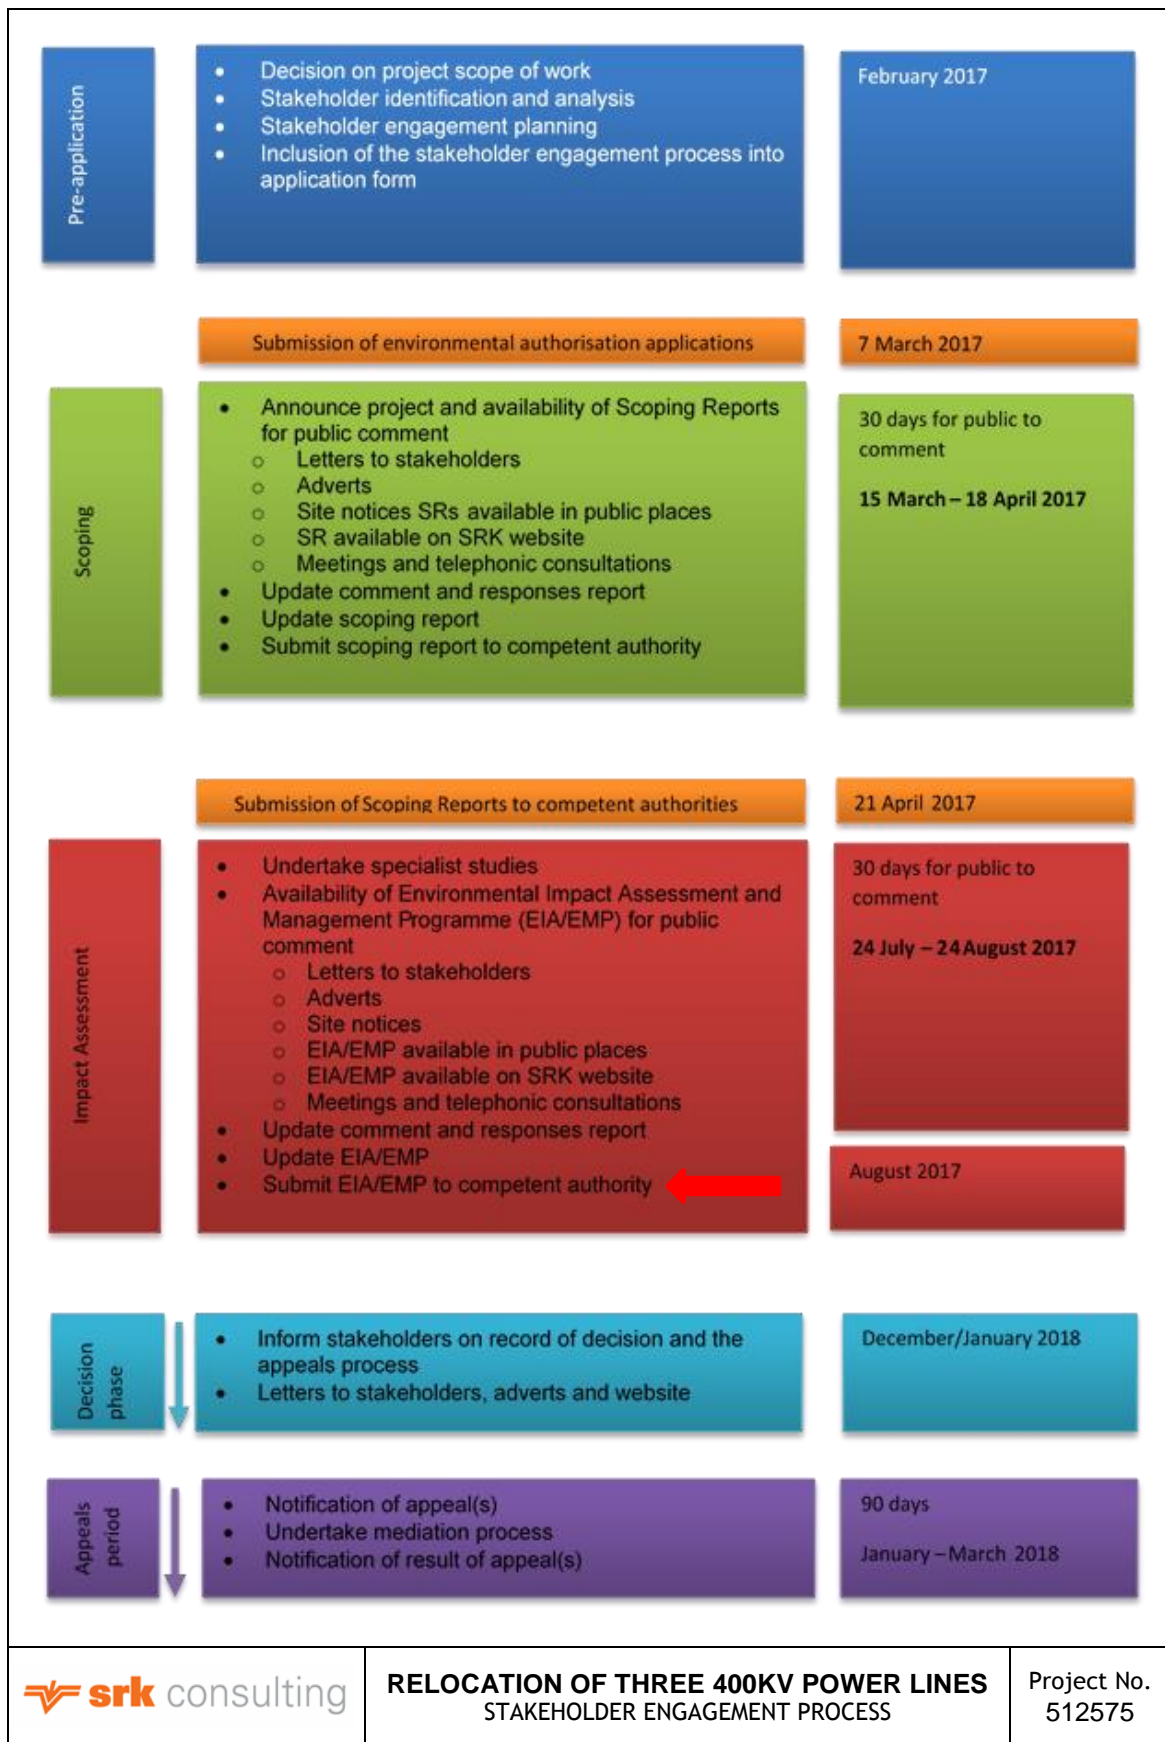 Pre-application
• Decision on project scope of work
• Stakeholder identification and analysis
• Stakeholder engagement planning
• Inclusion of the stakeholder engagement process into
application form
February 2017
Submission of environmental authorisation applications
7 March 2017
Scoping
• Announce project and availability of Scoping Reports
for public comment
o Letters to stakeholders
o Adverts
o Site notices SRs available in public places
o SR available on SRK website
o Meetings and telephonic consultations
• Update comment and responses report
• Update scoping report
• Submit scoping report to competent authority
30 days for public to
comment
15 March – 18 April 2017
Submission of Scoping Reports to competent authorities
21 April 2017
Impact Assessment
• Undertake specialist studies
• Availability of Environmental Impact Assessment and
Management Programme (EIA/EMP) for public
comment
o Letters to stakeholders
o Adverts
o Site notices
o EIA/EMP available in public places
o EIA/EMP available on SRK website
o Meetings and telephonic consultations
• Update comment and responses report
• Update EIA/EMP
• Submit EIA/EMP to competent authority
30 days for public to
comment
24 July – 24 August 2017
August 2017
Decision
phase
• Inform stakeholders on record of decision and the
appeals process
• Letters to stakeholders, adverts and website
December/January 2018
Appeals
period
• Notification of appeal(s)
• Undertake mediation process
• Notification of result of appeal(s)
90 days
January – March 2018
srk consulting
RELOCATION OF THREE 400KV POWER LINES
STAKEHOLDER ENGAGEMENT PROCESS
Project No.
512575